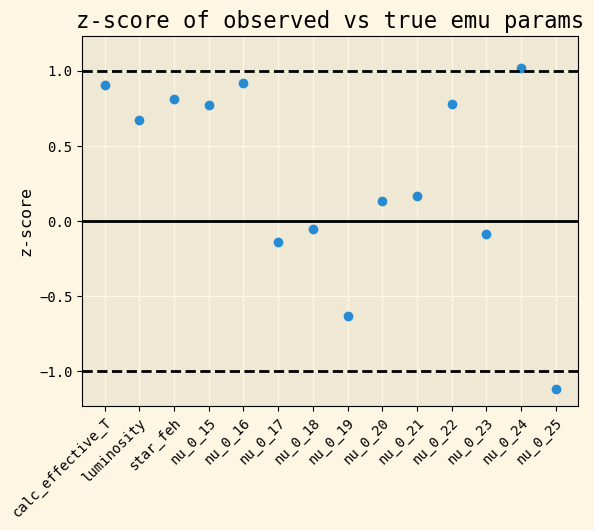 z-score of observed vs true emu params
z-score
1.0
0.5
0.0
−0.5
−1.0
calc_effective_T
luminosity
star_feh
nu_0_15
nu_0_16
nu_0_17
nu_0_18
nu_0_19
nu_0_20
nu_0_21
nu_0_22
nu_0_23
nu_0_24
nu_0_25